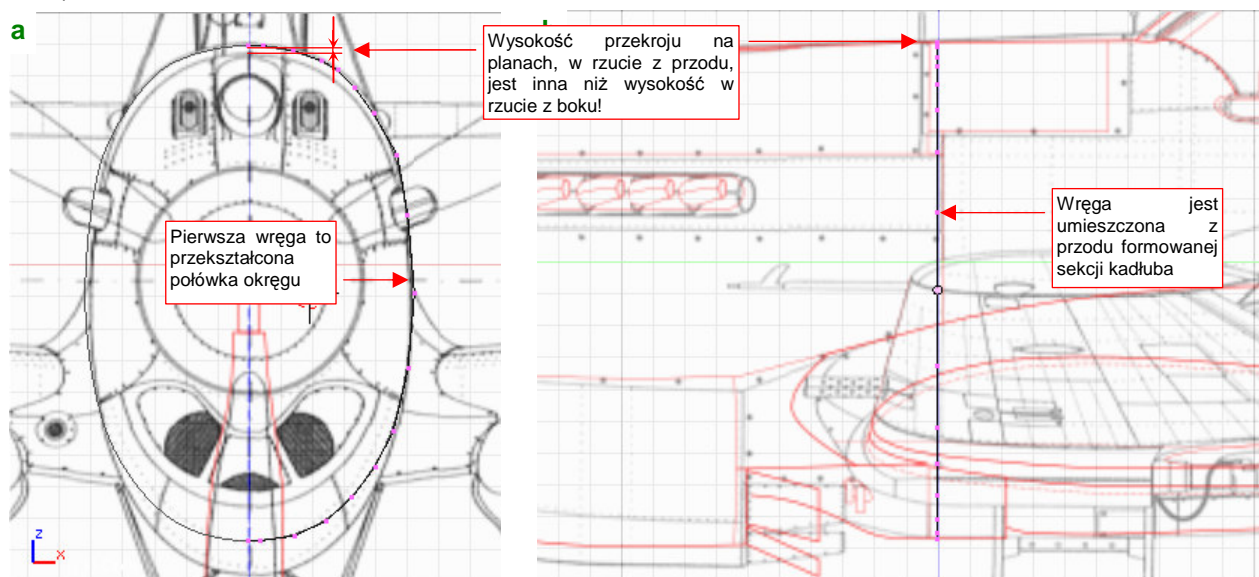 a
Wysokość przekroju na
planach, w rzucie z przodu,
jest inna niż wysokość w
rzucie z boku!
Pierwsza wręga to
przekształcona
połówka okręgu
Wręga jest
umieszczona z
przodu formowanej
sekcji kadłuba
z
x